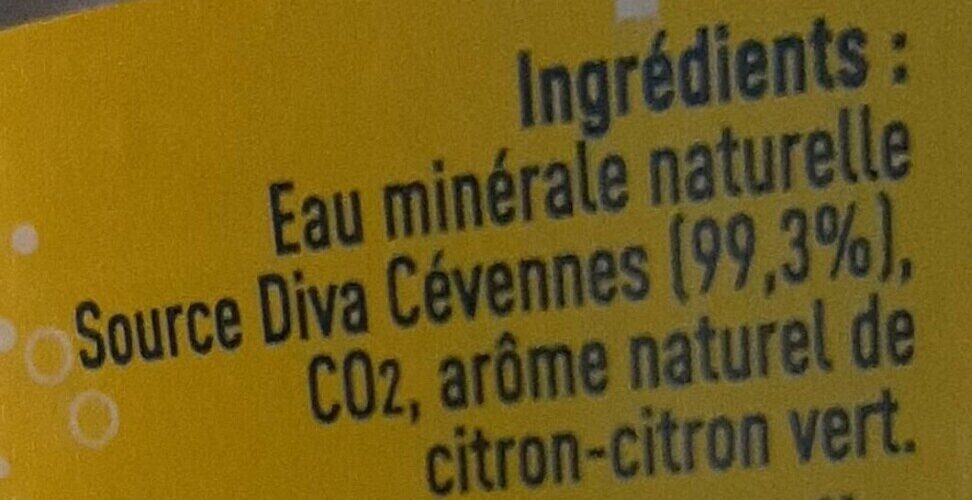 Ingrédients :
Eau minérale naturelle
Source Diva Cévennes (99,3%),
CO2, arôme naturel de
citron-citron vert.